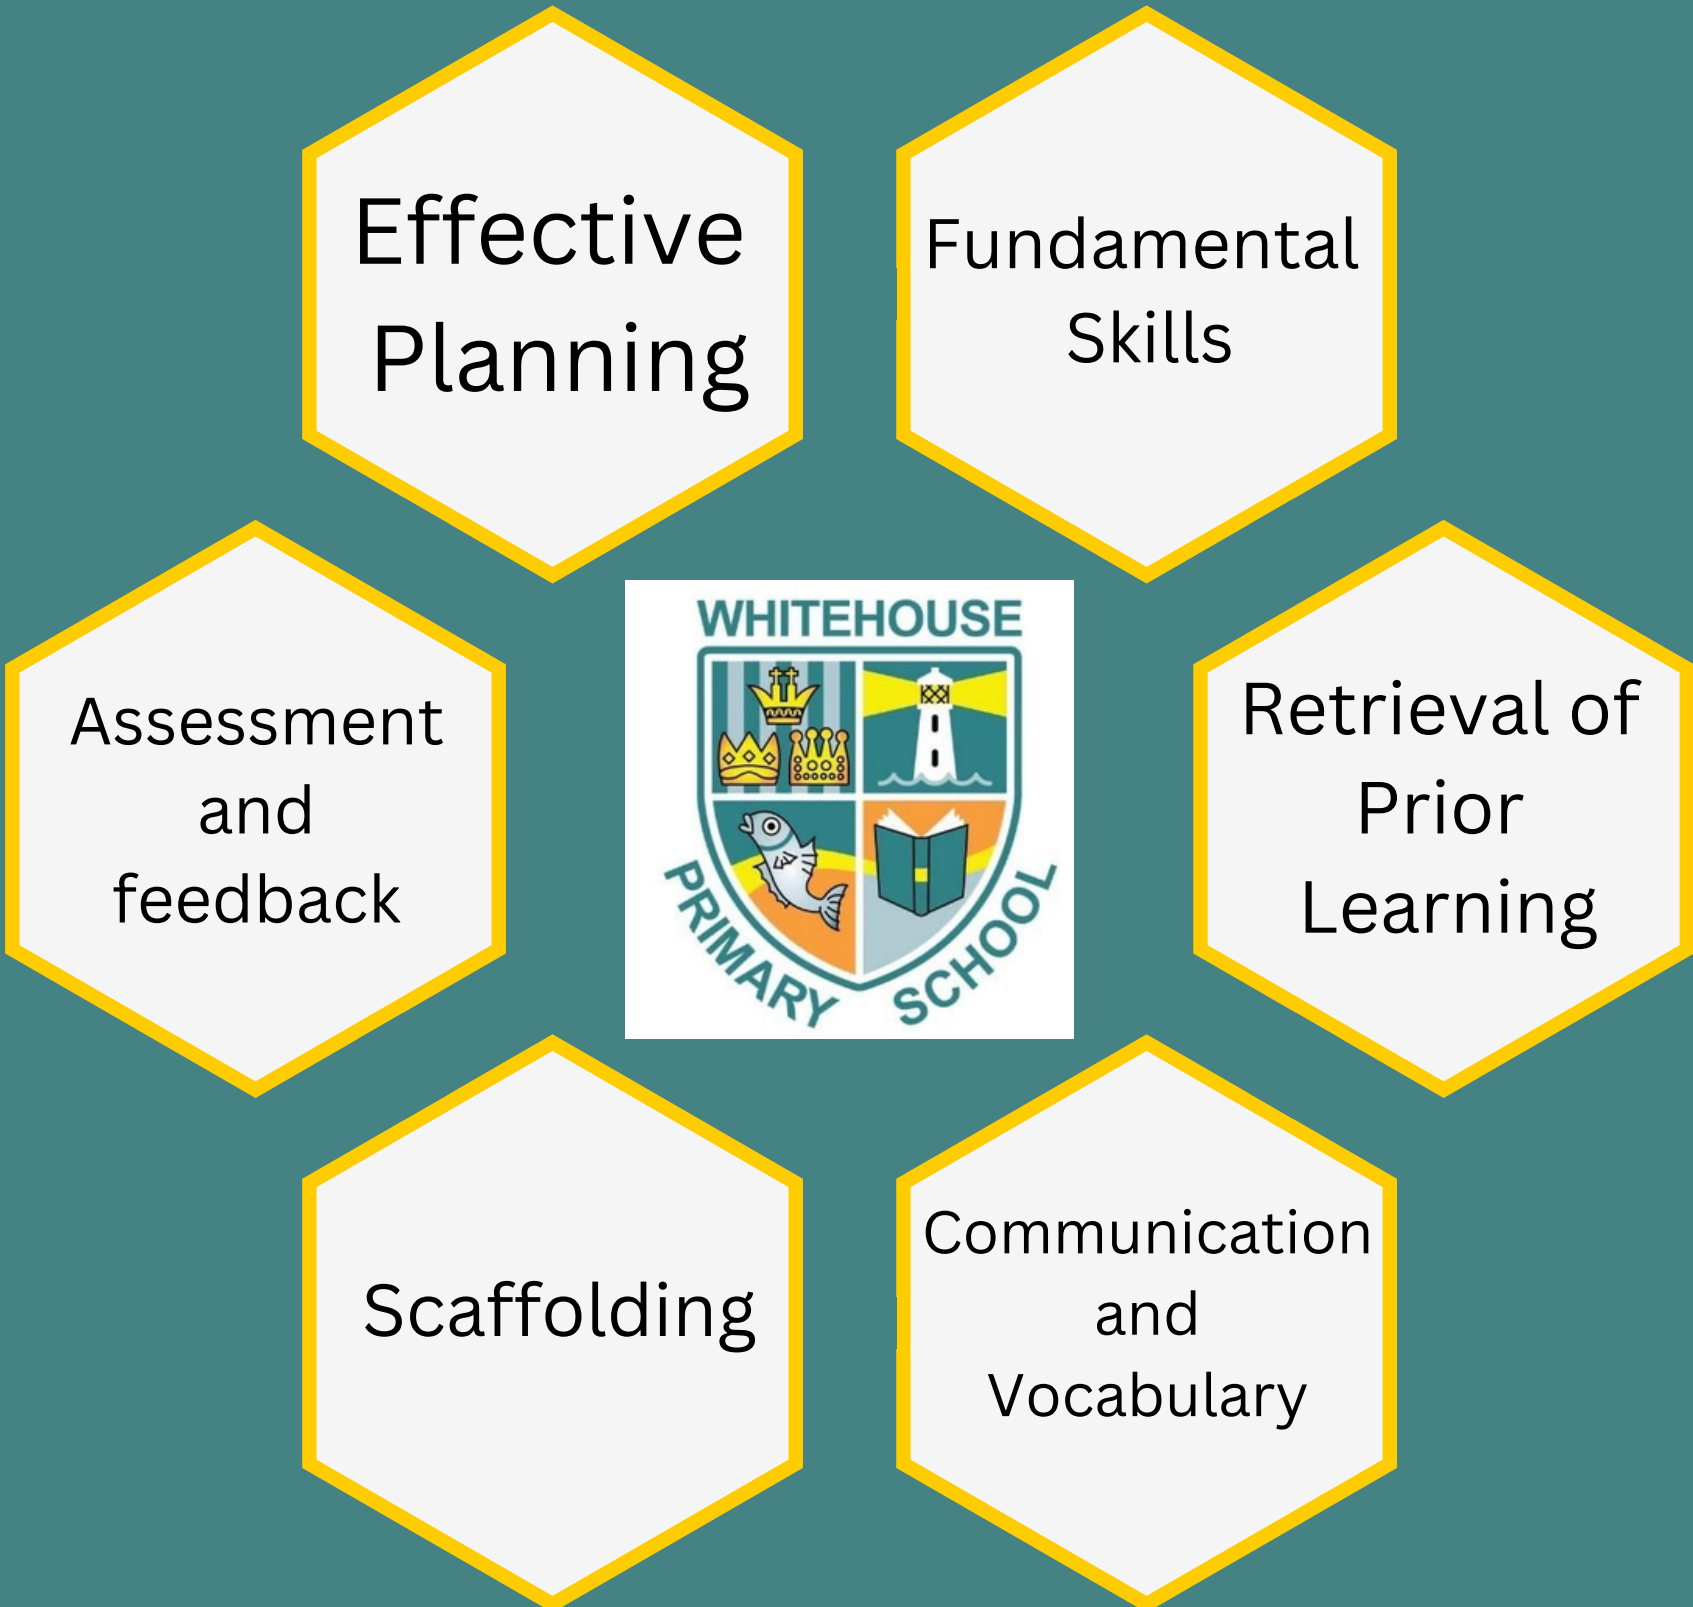 Effective
Planning
Fundamental
Skills
Assessment
and
feedback
WHITEHOUSE
PRIMARY SCHOOL
Retrieval of
Prior
Learning
Scaffolding
Communication
and
Vocabulary